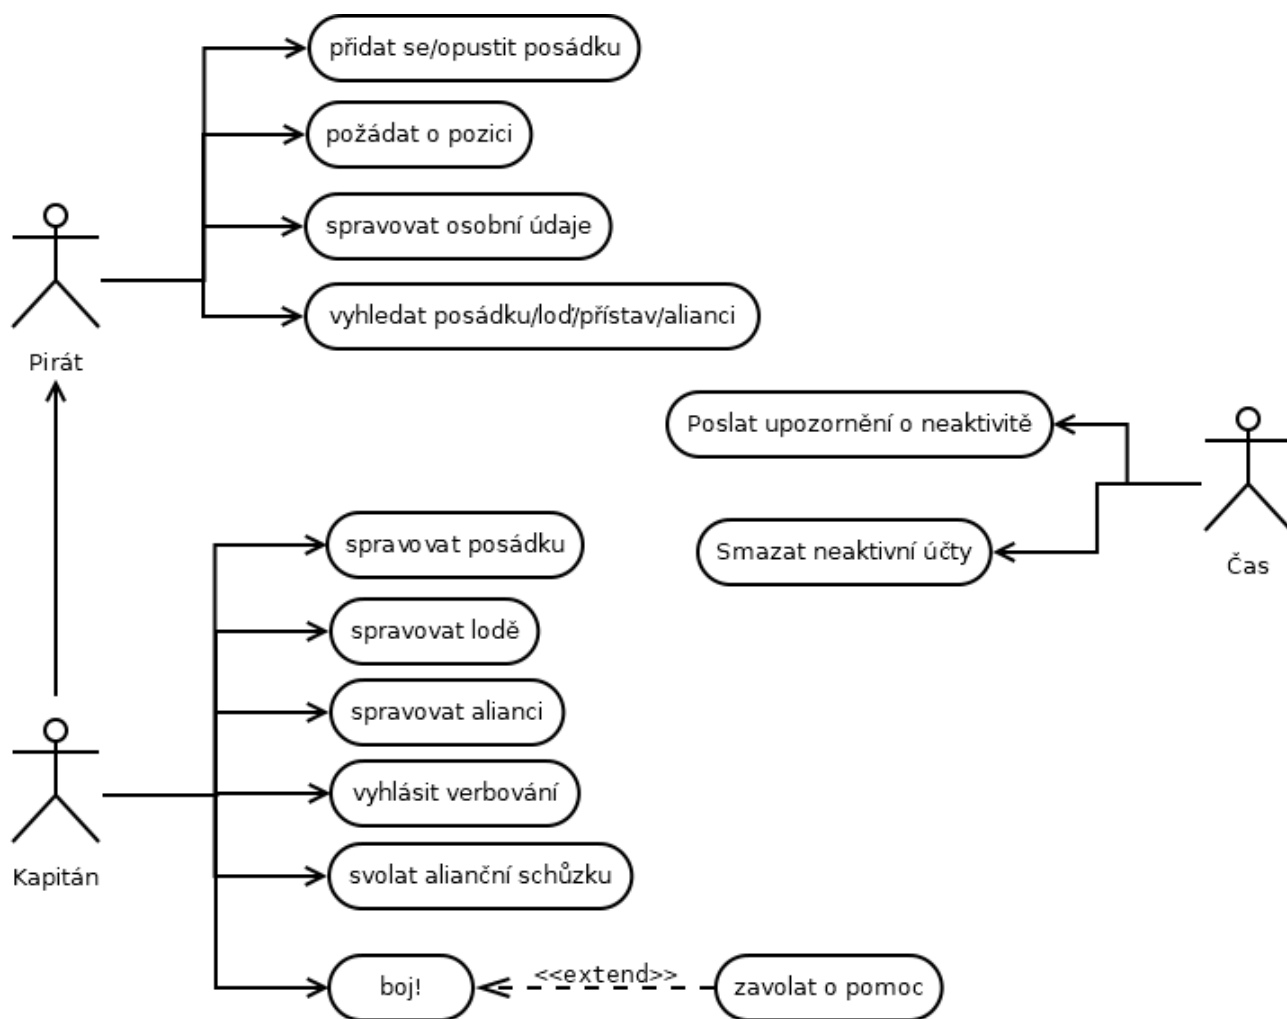 přidat se/opustit posádku
požádat o pozici
spravovat osobní údaje
vyhledat posádku/loď/přístav/alianci
Pirát
Poslat upozornění o neaktivitě
Smazat neaktivní účty
Čas
spravovat posádku
spravovat lodě
spravovat alianci
vyhlásit verbování
svolat alianční schůzku
Kapitán
boj!
<<extend>>
zavolat o pomoc